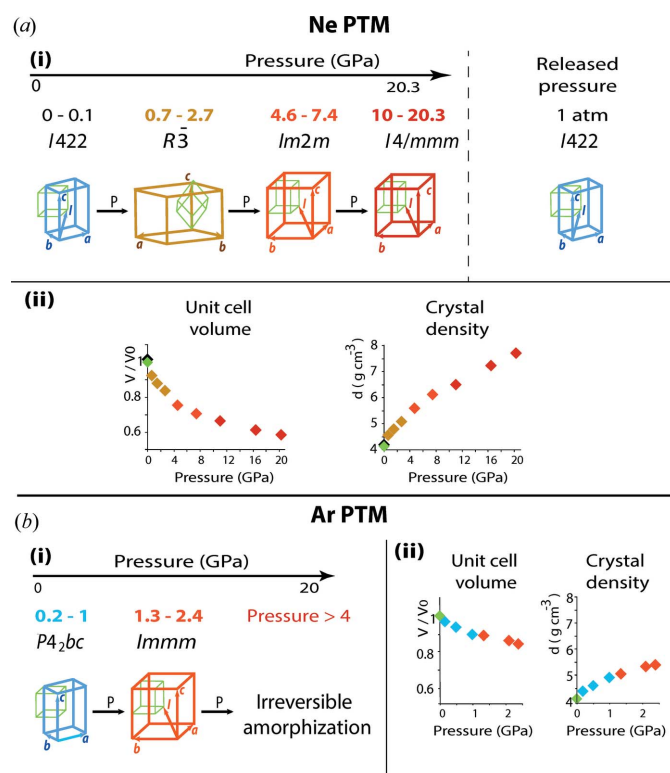 (a) Ne PTM
(i) Pressure (GPa)
0 20.3
Released pressure
0 - 0.1 0.7 - 2.7 4.6 - 7.4 10 - 20.3 1 atm
I422 R3̅ Im2m I4/mmm I422
c l b a
P
c a b
P
c l a b
P
c l a b
c l b a
(ii) Unit cell volume
V / V0
1
0.8
0.6
0 4 8 12 16 20
Pressure (GPa)
Crystal density
d (g cm⁻³)
8
7
6
5
4
0 4 8 12 16 20
Pressure (GPa)
(b) Ar PTM
(i) Pressure (GPa)
0 20
0.2 - 1 1.3 - 2.4 Pressure > 4
P4₂bc Immm
c b a
P
c l b a
P
Irreversible
amorphization
(ii) Unit cell
volume
V / V0
1
0.8
0.6
0 1 2
Pressure (GPa)
Crystal
density
d (g cm⁻³)
8
7
6
5
4
0 1 2
Pressure (GPa)